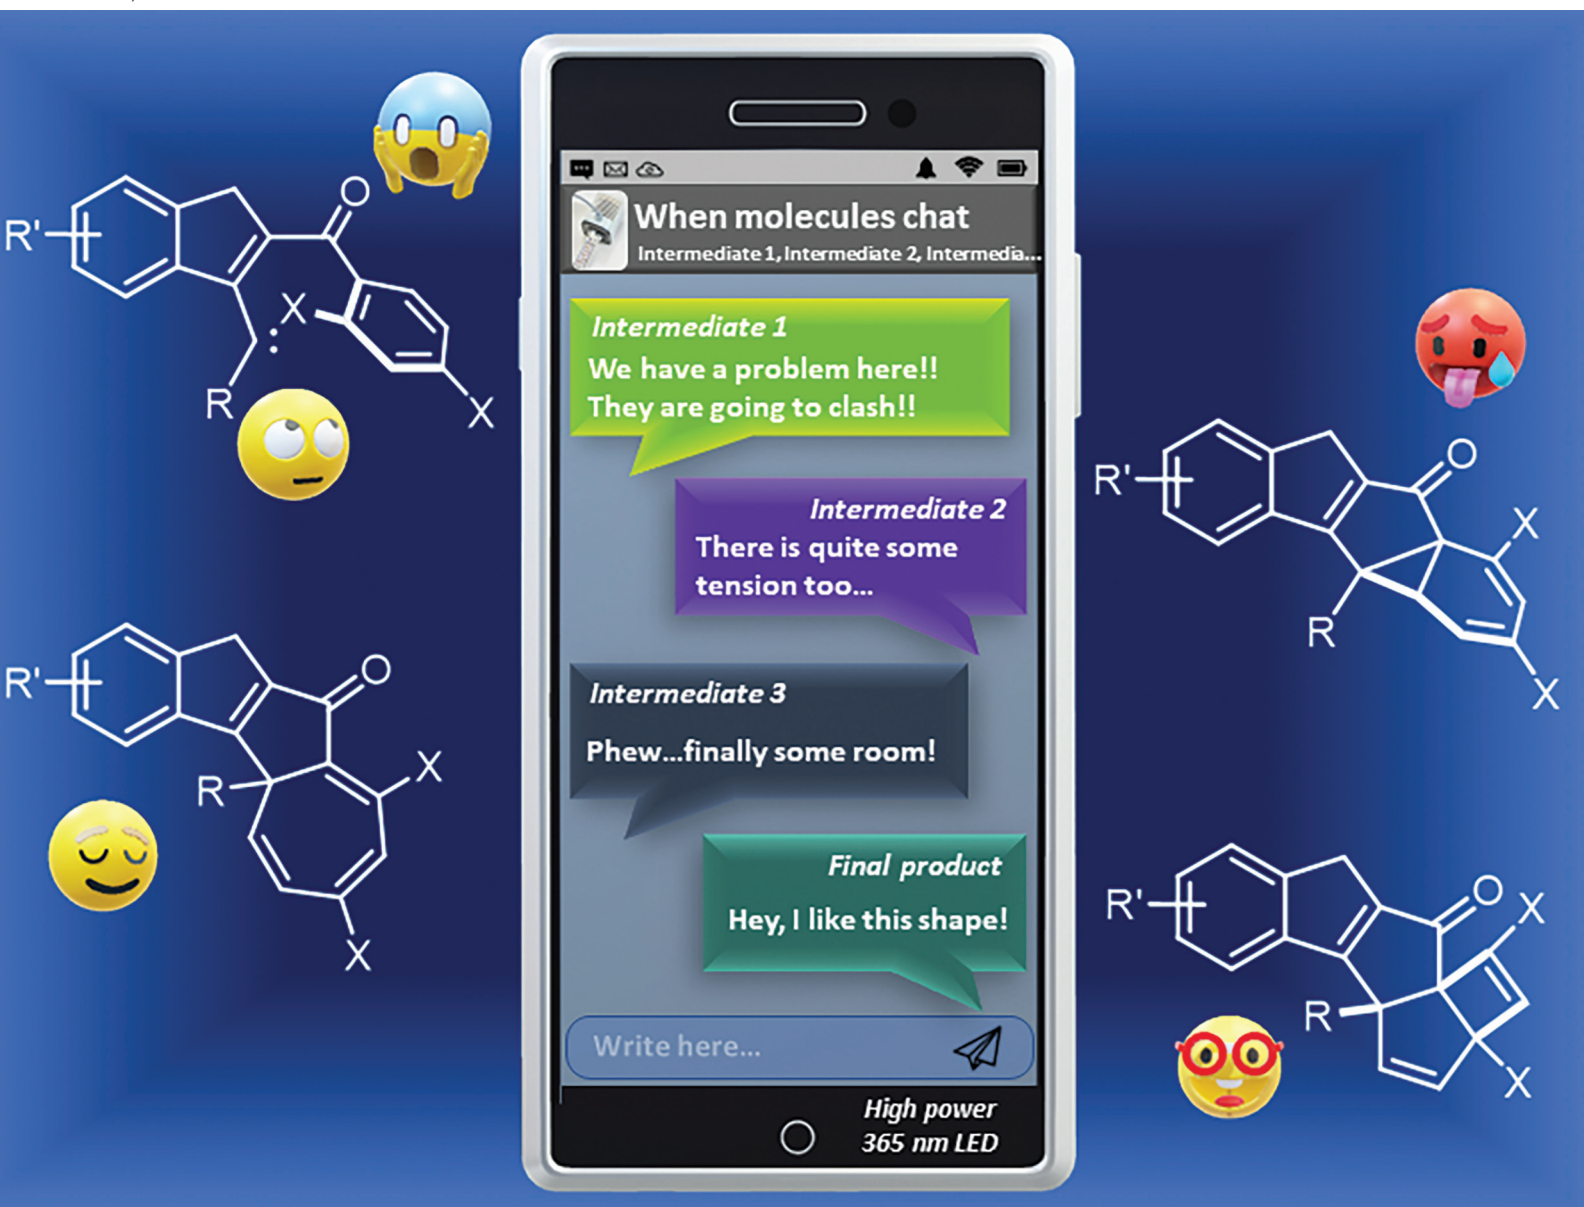 When molecules chat
Intermediate 1, Intermediate 2, Intermedia...
Intermediate 1
We have a problem here!!
They are going to clash!!
Intermediate 2
There is quite some
tension too...
Intermediate 3
Phew...finally some room!
Final product
Hey, I like this shape!
Write here...
High power
365 nm LED
R'
O
X
R
X
R'
O
X
R
X
R'
O
R
X
X
R'
O
X
R
X